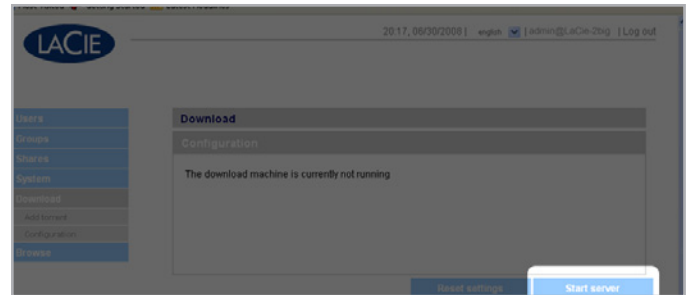 LACIE
20:17, 06/30/2008 | english | admin@LaCie-2big | Log out
Users
Groups
Shares
System
Download
Add torrent
Configuration
Browse
Download
Configuration
The download machine is currently not running
Reset settings
Start server